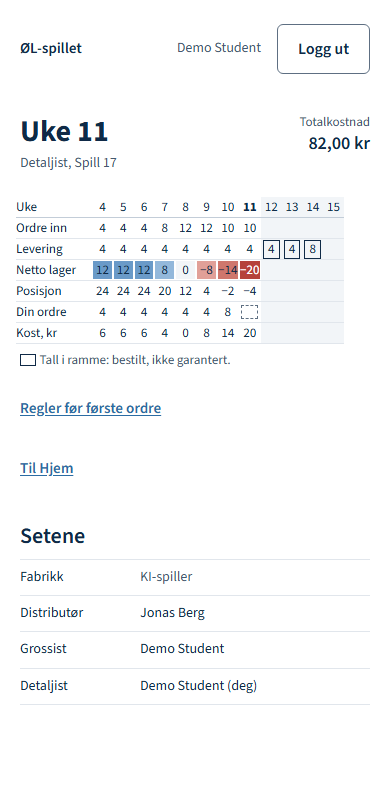 ØL-spillet Demo Student Logg ut
Uke 11 Totalkostnad
82,00 kr
Detaljist, Spill 17
Uke 4 5 6 7 8 9 10 11 12 13 14 15
Ordre inn 4 4 4 8 12 12 10 10
Levering 4 4 4 4 4 4 4 4 4 4 8
Netto lager 12 12 12 8 0 −8 −14 −20
Posisjon 24 24 24 20 12 4 −2 −4
Din ordre 4 4 4 4 4 4 8
Kost, kr 6 6 6 4 0 8 14 20
Tall i ramme: bestilt, ikke garantert.
Regler før første ordre
Til Hjem
Setene
Fabrikk KI-spiller
Distributør Jonas Berg
Grossist Demo Student
Detaljist Demo Student (deg)